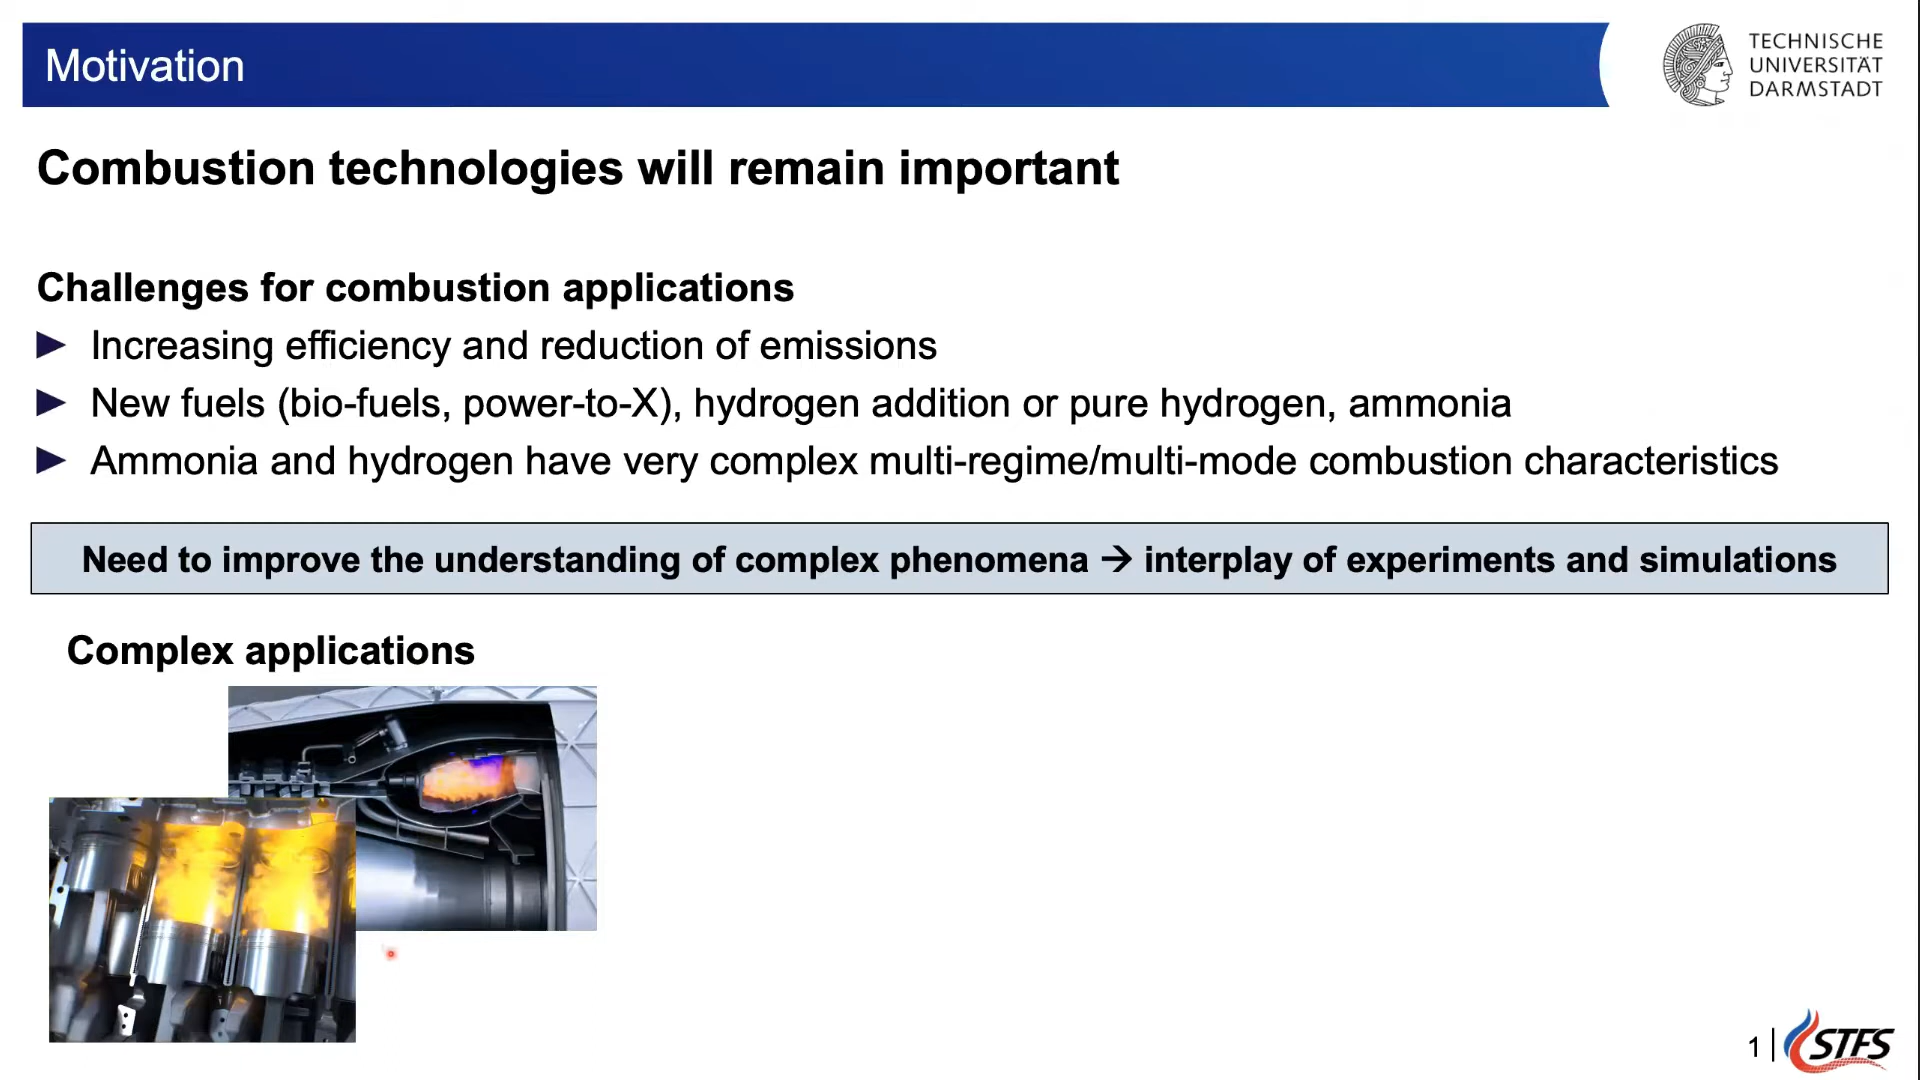 Motivation
TECHNISCHE
UNIVERSITÄT
DARMSTADT
Combustion technologies will remain important
Challenges for combustion applications
► Increasing efficiency and reduction of emissions
► New fuels (bio-fuels, power-to-X), hydrogen addition or pure hydrogen, ammonia
► Ammonia and hydrogen have very complex multi-regime/multi-mode combustion characteristics
Need to improve the understanding of complex phenomena → interplay of experiments and simulations
Complex applications
1 | STFS